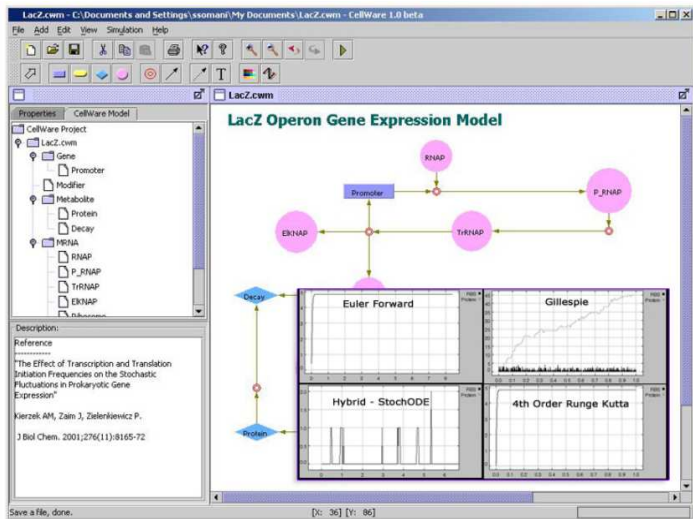 LacZ.cwm - C:\Documents and Settings\ssomani\My Documents\LacZ.cwm - CellWare 1.0 beta
File Add Edit View Simulation Help
LacZ.cwm
Properties CellWare Model
CellWare Project
LacZ.cwm
Gene
Promoter
Modifier
Metabolite
Protein
Decay
MRNA
RNAP
P_RNAP
TrRNAP
ElRNAP
Ribosome
Description:
Reference
------------
"The Effect of Transcription and Translation
Initiation Frequencies on the Stochastic
Fluctuations in Prokaryotic Gene
Expression"
Kierzek AM, Zaim J, Zielenkiewicz P.
J Biol Chem. 2001;276(11):8165-72
LacZ Operon Gene Expression Model
RNAP
Promoter
P_RNAP
ElRNAP
TrRNAP
Decay
Protein
Euler Forward
Gillespie
Hybrid - StochODE
4th Order Runge Kutta
Save a file, done.
[X: 36] [Y: 86]